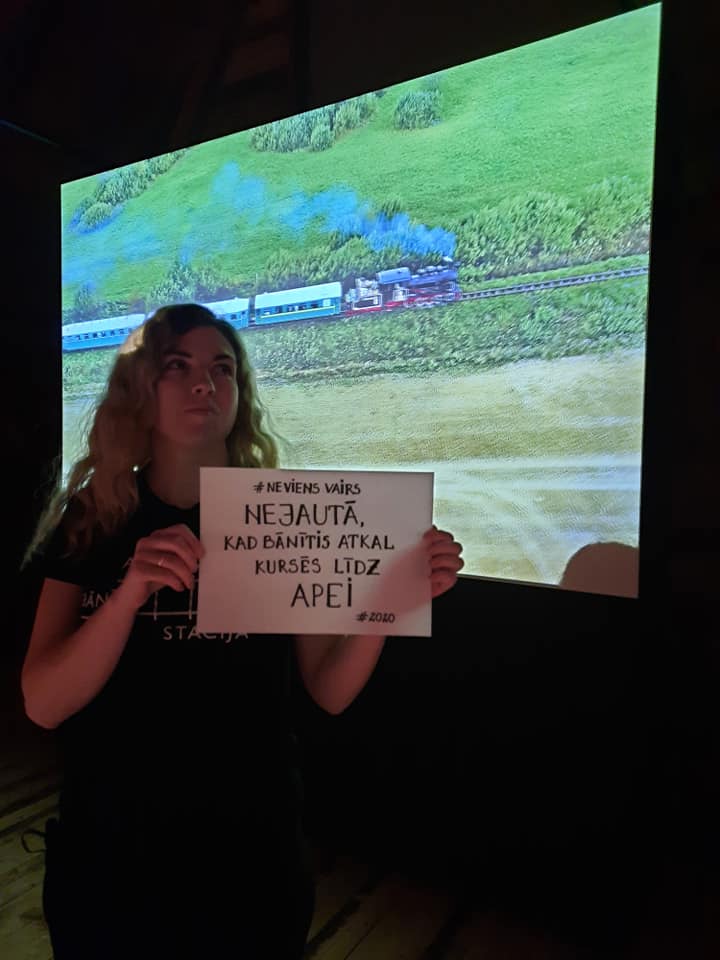 #NEVIENS VAIRS
NEJAUTĀ,
KAD BĀNĪTIS ATKAL
KURSĒS LĪDZ
APEI
#2020
STACIJA